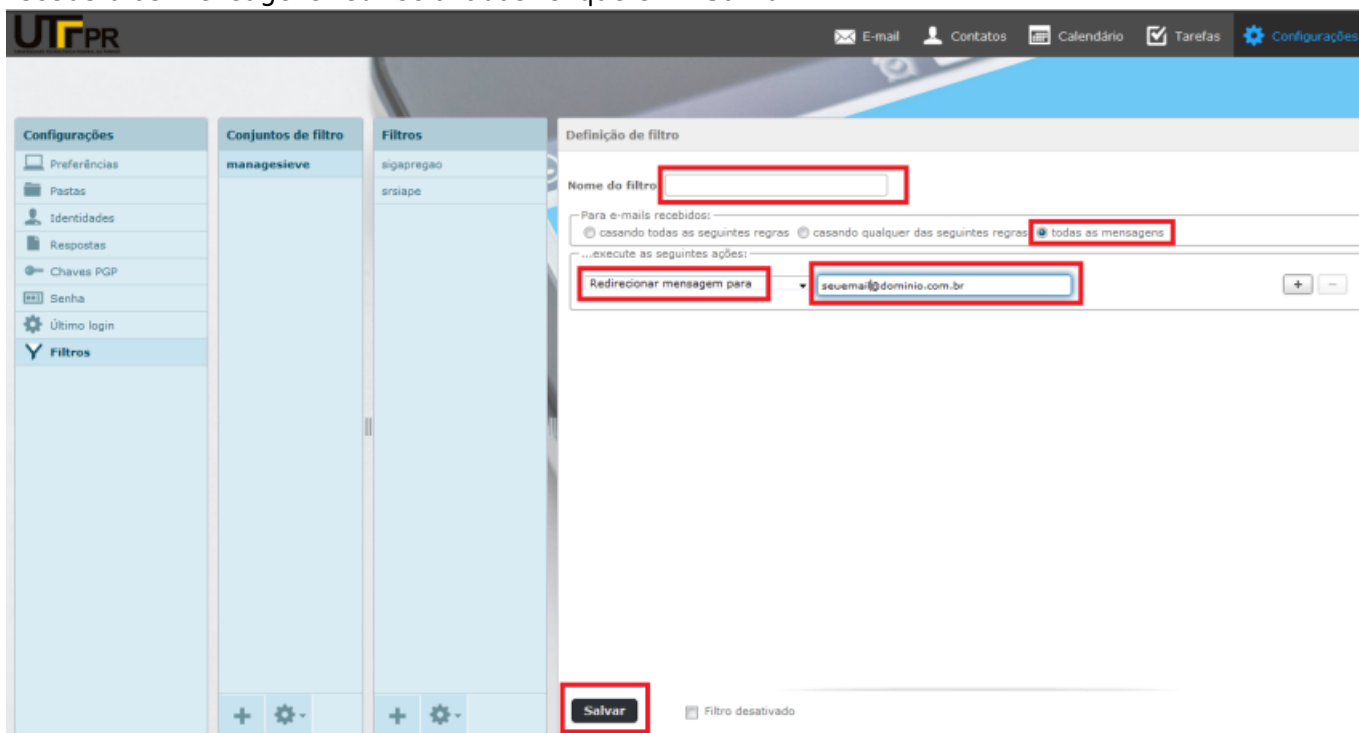 UTFPR
E-mail Contatos Calendário Tarefas Configurações
Configurações
Preferências
Pastas
Identidades
Respostas
Chaves PGP
Senha
Último login
Filtros
Conjuntos de filtro
managesieve
Filtros
sigapregao
srsiape
Definição de filtro
Nome do filtro
Para e-mails recebidos:
casando todas as seguintes regras casando qualquer das seguintes regras todas as mensagens
...execute as seguintes ações:
Redirecionar mensagem para seuemail@dominio.com.br
Salvar Filtro desativado